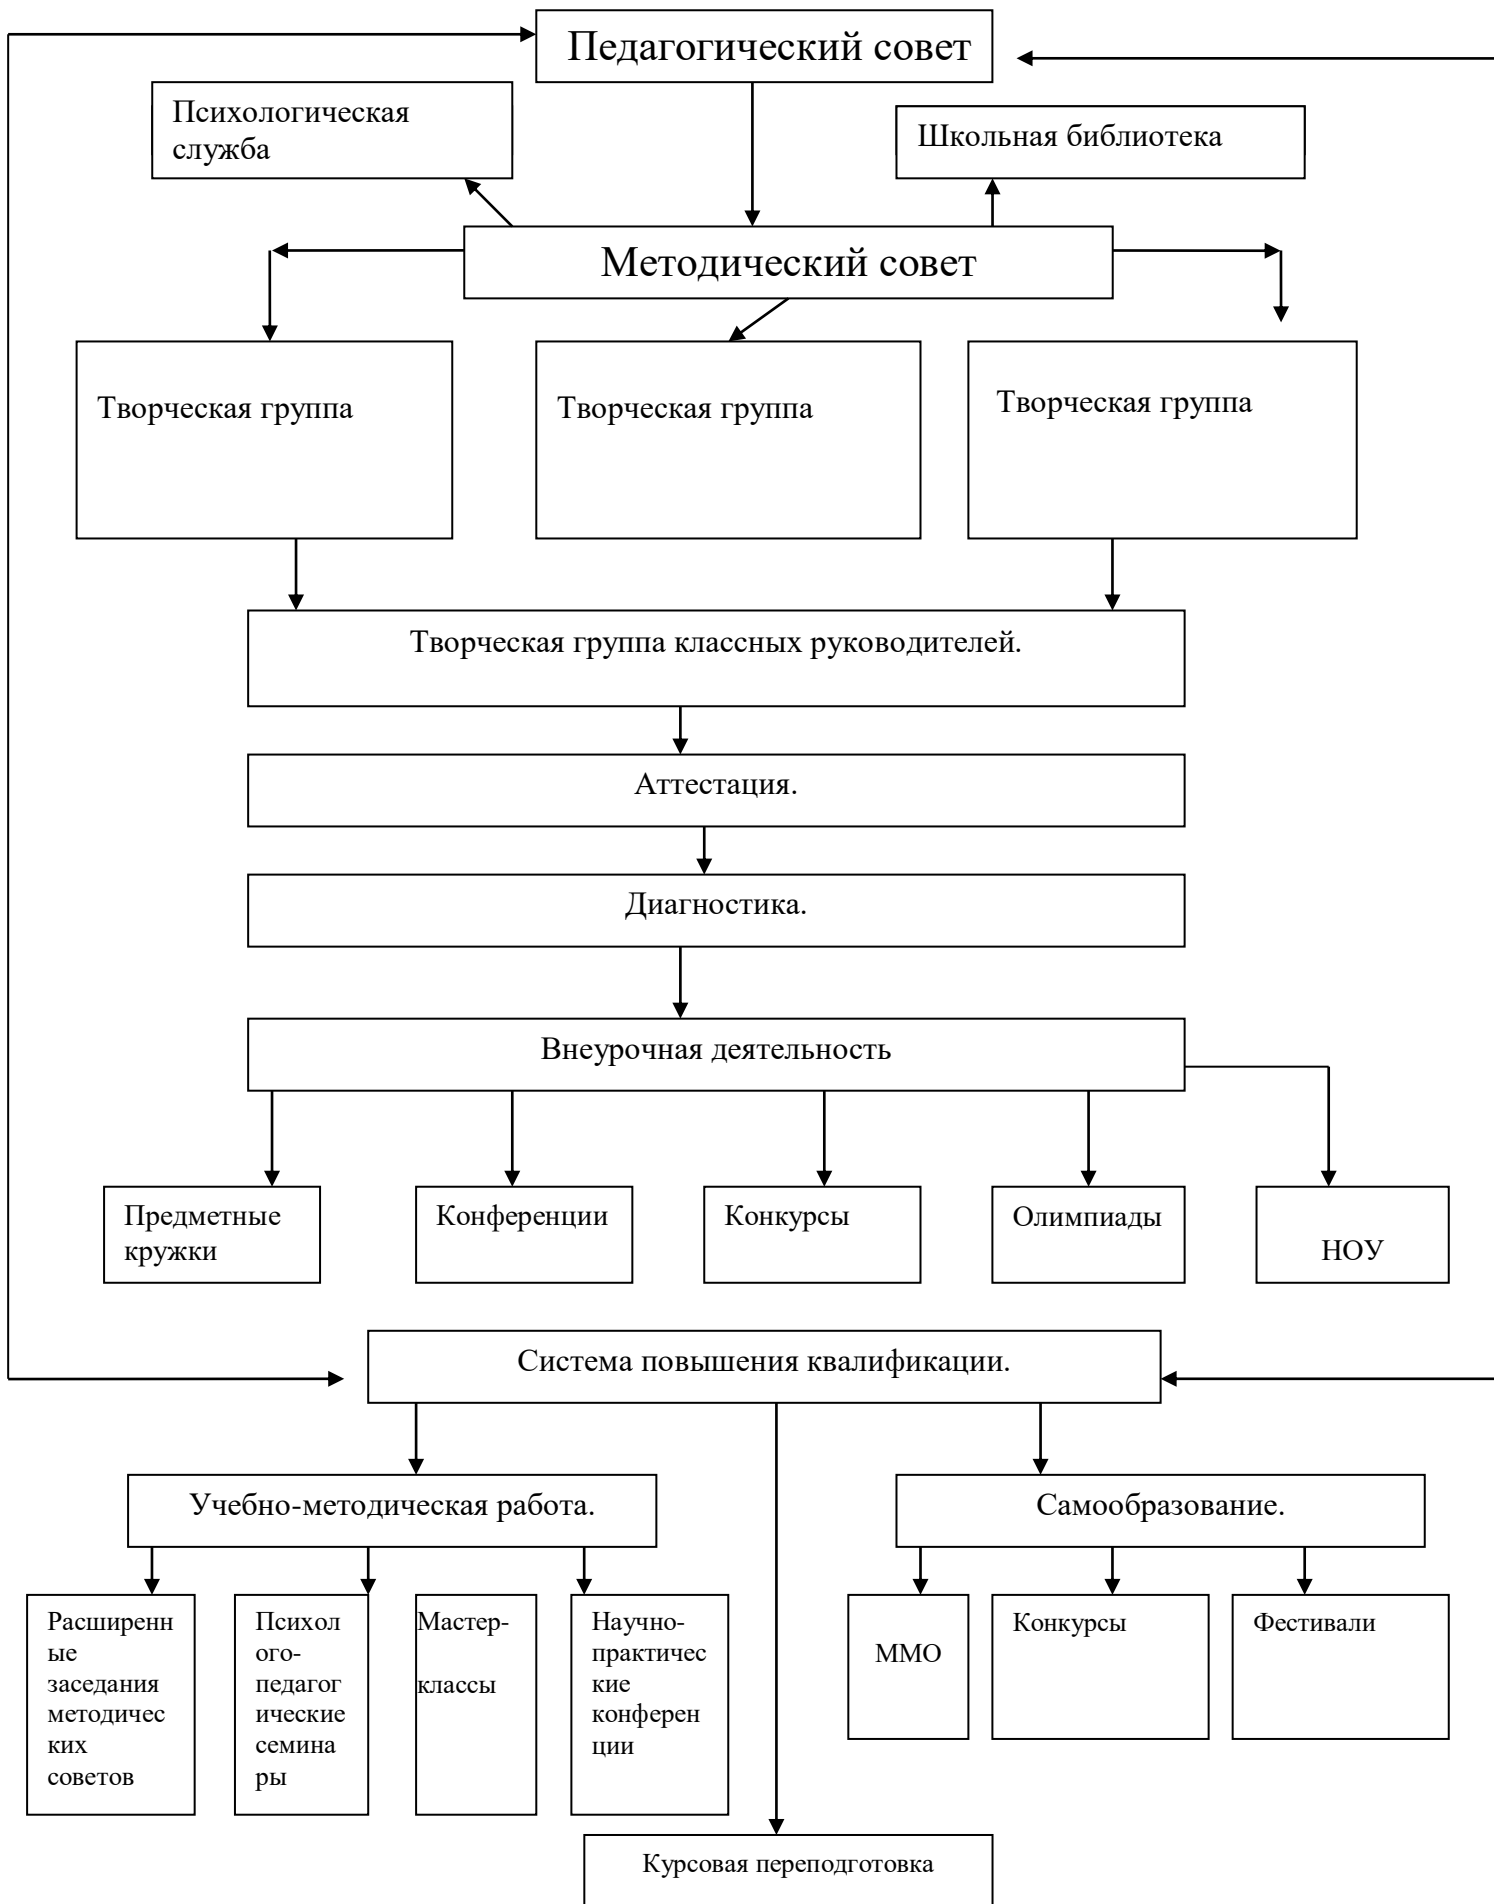 Педагогический совет
Психологическая
служба
Школьная библиотека
Методический совет
Творческая группа
Творческая группа
Творческая группа
Творческая группа классных руководителей.
Аттестация.
Диагностика.
Внеурочная деятельность
Предметные
кружки
Конференции
Конкурсы
Олимпиады
НОУ
Система повышения квалификации.
Учебно-методическая работа.
Самообразование.
Расширенн
ые
заседания
методичес
ких
советов
Психол
ого-
педагог
ические
семина
ры
Мастер-
классы
Научно-
практичес
кие
конферен
ции
ММО
Конкурсы
Фестивали
Курсовая переподготовка